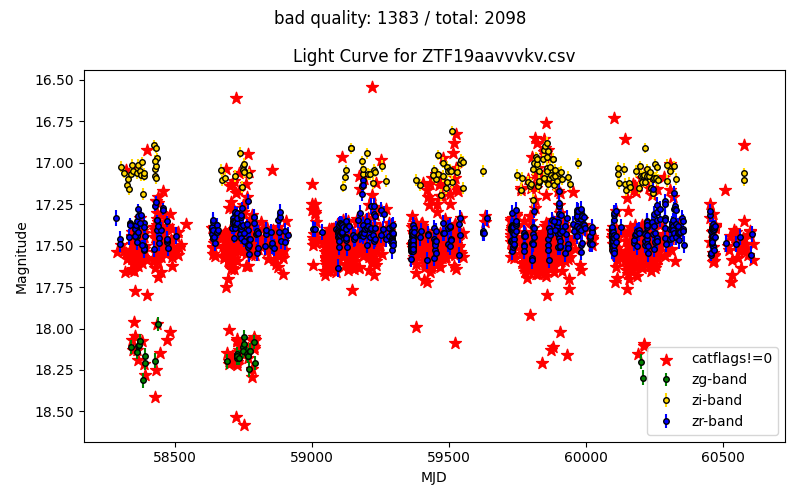 bad quality: 1383 / total: 2098
Light Curve for ZTF19aavvvkv.csv
16.50
16.75
17.00
17.25
17.50
17.75
18.00
18.25
18.50
Magnitude
58500
59000
59500
60000
60500
MJD
catflags!=0
zg-band
zi-band
zr-band